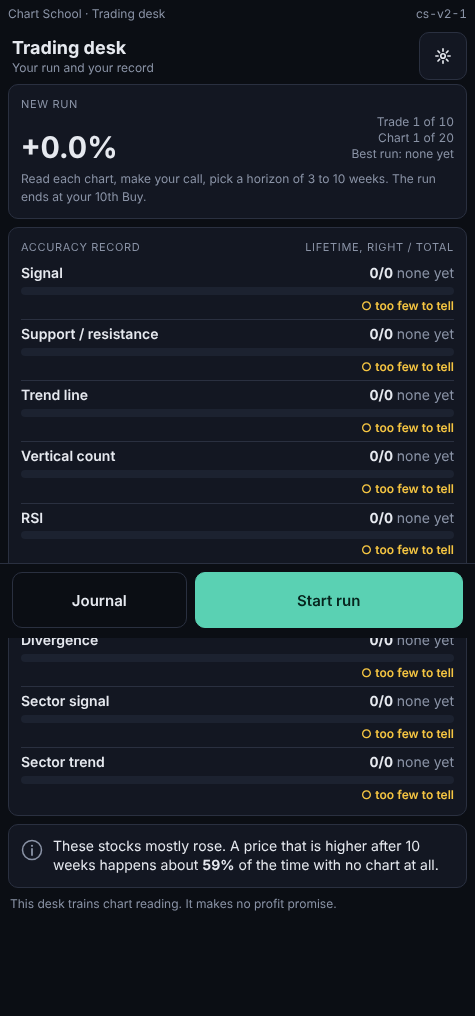 Chart School · Trading desk
cs-v2-1
Trading desk
Your run and your record
NEW RUN
+0.0%
Trade 1 of 10
Chart 1 of 20
Best run: none yet
Read each chart, make your call, pick a horizon of 3 to 10 weeks. The run
ends at your 10th Buy.
ACCURACY RECORD
LIFETIME, RIGHT / TOTAL
Signal
0/0 none yet
too few to tell
Support / resistance
0/0 none yet
too few to tell
Trend line
0/0 none yet
too few to tell
Vertical count
0/0 none yet
too few to tell
RSI
0/0 none yet
too few to tell
Journal
Start run
Divergence
0/0 none yet
too few to tell
Sector signal
0/0 none yet
too few to tell
Sector trend
0/0 none yet
too few to tell
These stocks mostly rose. A price that is higher after 10
weeks happens about 59% of the time with no chart at all.
This desk trains chart reading. It makes no profit promise.